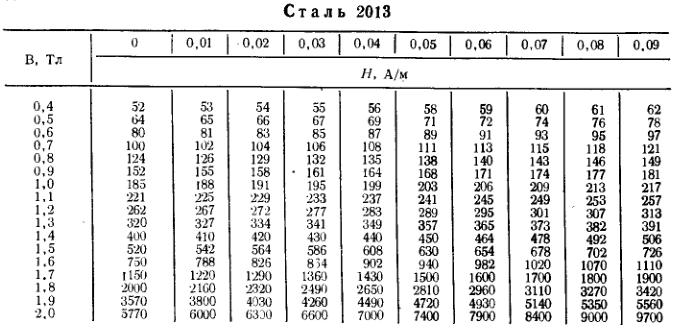 Сталь 2013
В, Тл 0 0,01 0,02 0,03 0,04 0,05 0,06 0,07 0,08 0,09
Н, А/м
0,4 52 53 54 55 56 58 59 60 61 62
0,5 64 65 66 67 69 71 72 74 76 78
0,6 80 81 83 85 87 89 91 93 95 97
0,7 100 102 104 106 108 111 113 115 118 121
0,8 124 126 129 132 135 138 140 143 146 149
0,9 152 155 158 161 164 168 171 174 177 181
1,0 185 188 191 195 199 203 206 209 213 217
1,1 221 225 229 233 237 241 245 249 253 257
1,2 262 267 272 277 283 289 295 301 307 313
1,3 320 327 334 341 349 357 365 373 382 391
1,4 400 410 420 430 440 450 464 478 492 506
1,5 520 542 564 586 608 630 654 678 702 726
1,6 750 788 826 864 902 940 982 1020 1070 1110
1,7 1150 1220 1290 1360 1430 1500 1600 1700 1800 1900
1,8 2000 2160 2320 2490 2650 2810 2960 3110 3270 3420
1,9 3570 3800 4030 4260 4490 4720 4930 5140 5350 5560
2,0 5770 6000 6300 6600 7000 7400 7900 8400 9000 9700